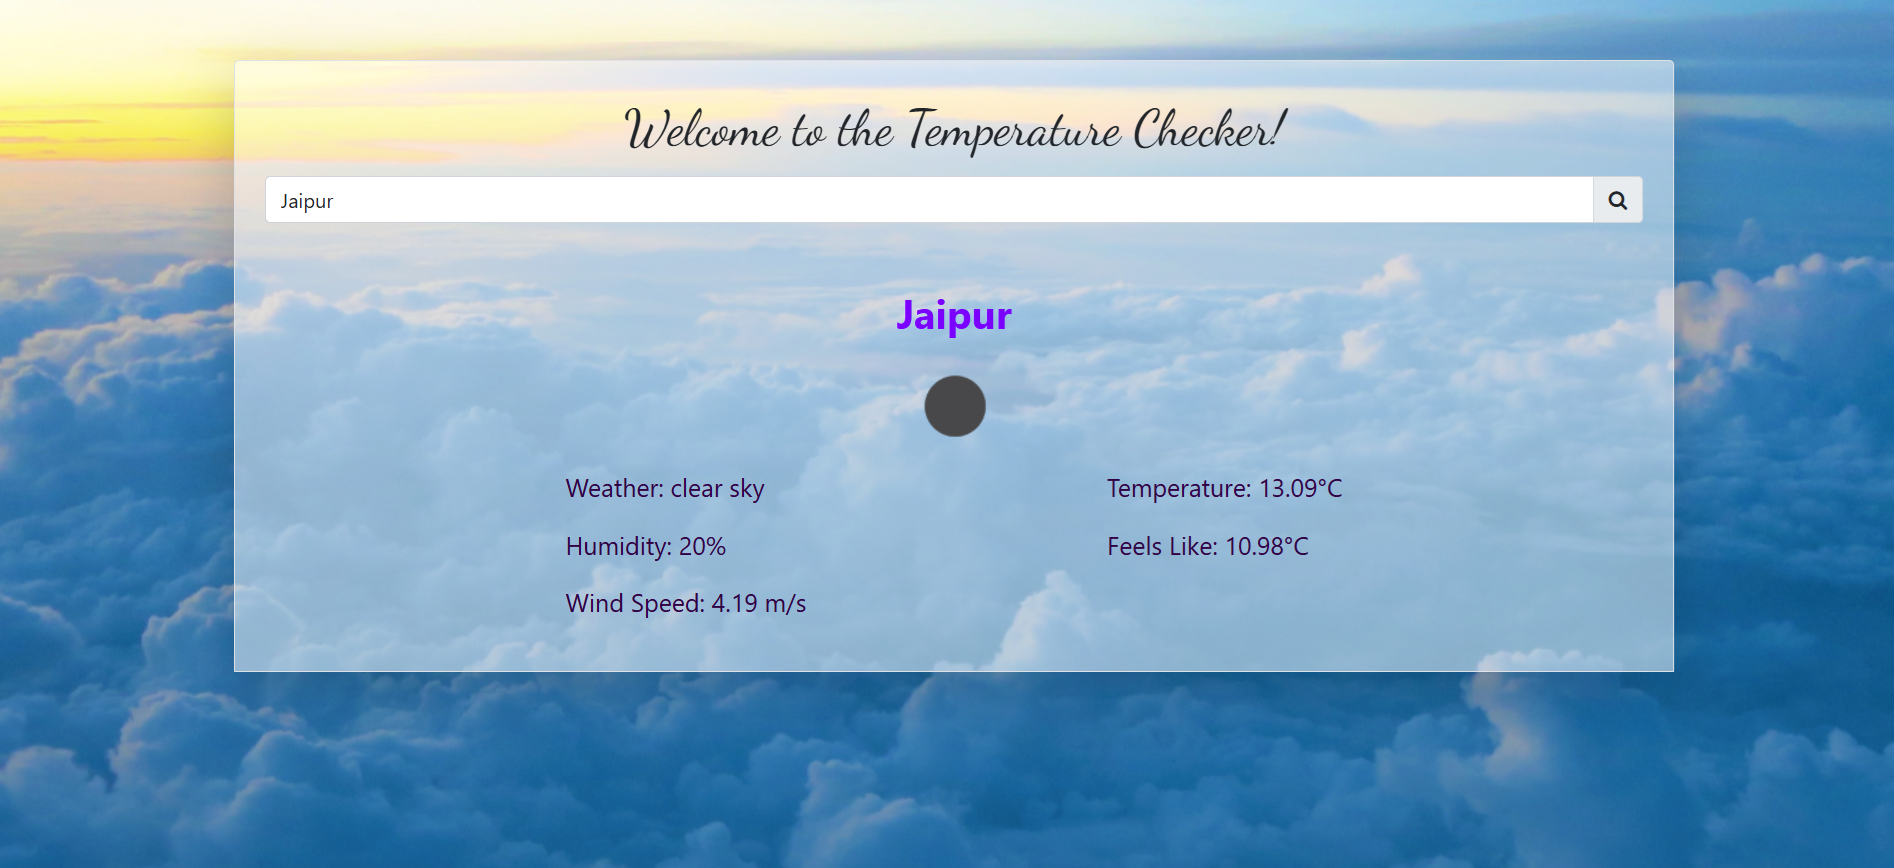 Welcome to the Temperature Checker!
Jaipur
Jaipur
Weather: clear sky
Temperature: 13.09°C
Humidity: 20%
Feels Like: 10.98°C
Wind Speed: 4.19 m/s